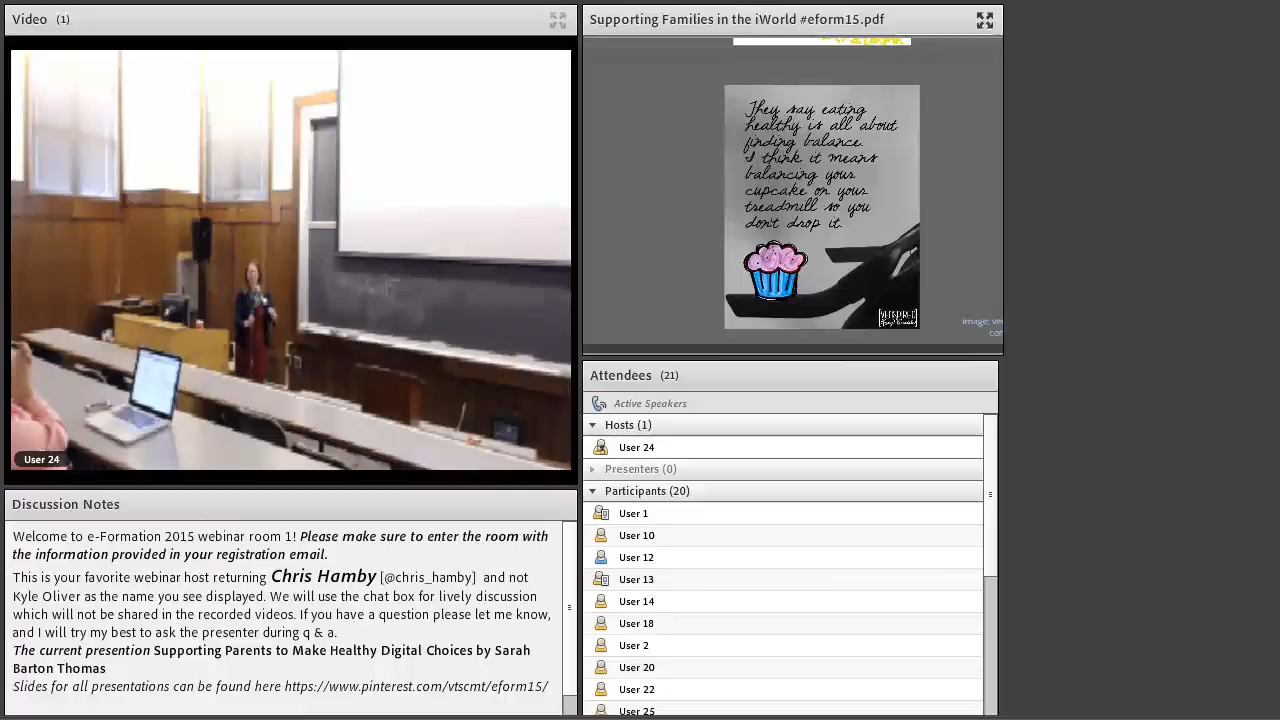 Video (1)
User 24
Discussion Notes
Welcome to e-Formation 2015 webinar room 1! Please make sure to enter the room with
the information provided in your registration email.
This is your favorite webinar host returning Chris Hamby [@chris_hamby] and not
Kyle Oliver as the name you see displayed. We will use the chat box for lively discussion
which will not be shared in the recorded videos. If you have a question please let me know,
and I will try my best to ask the presenter during q & a.
The current presention Supporting Parents to Make Healthy Digital Choices by Sarah
Barton Thomas
Slides for all presentations can be found here https://www.pinterest.com/vtscmt/eform15/
Supporting Families in the iWorld #eform15.pdf
They say eating
healthy is all about
finding balance.
I think it means
balancing your
cupcake on your
treadmill so you
don't drop it.
image: ve
cor
Attendees (21)
Active Speakers
Hosts (1)
User 24
Presenters (0)
Participants (20)
User 1
User 10
User 12
User 13
User 14
User 18
User 2
User 20
User 22
User 25